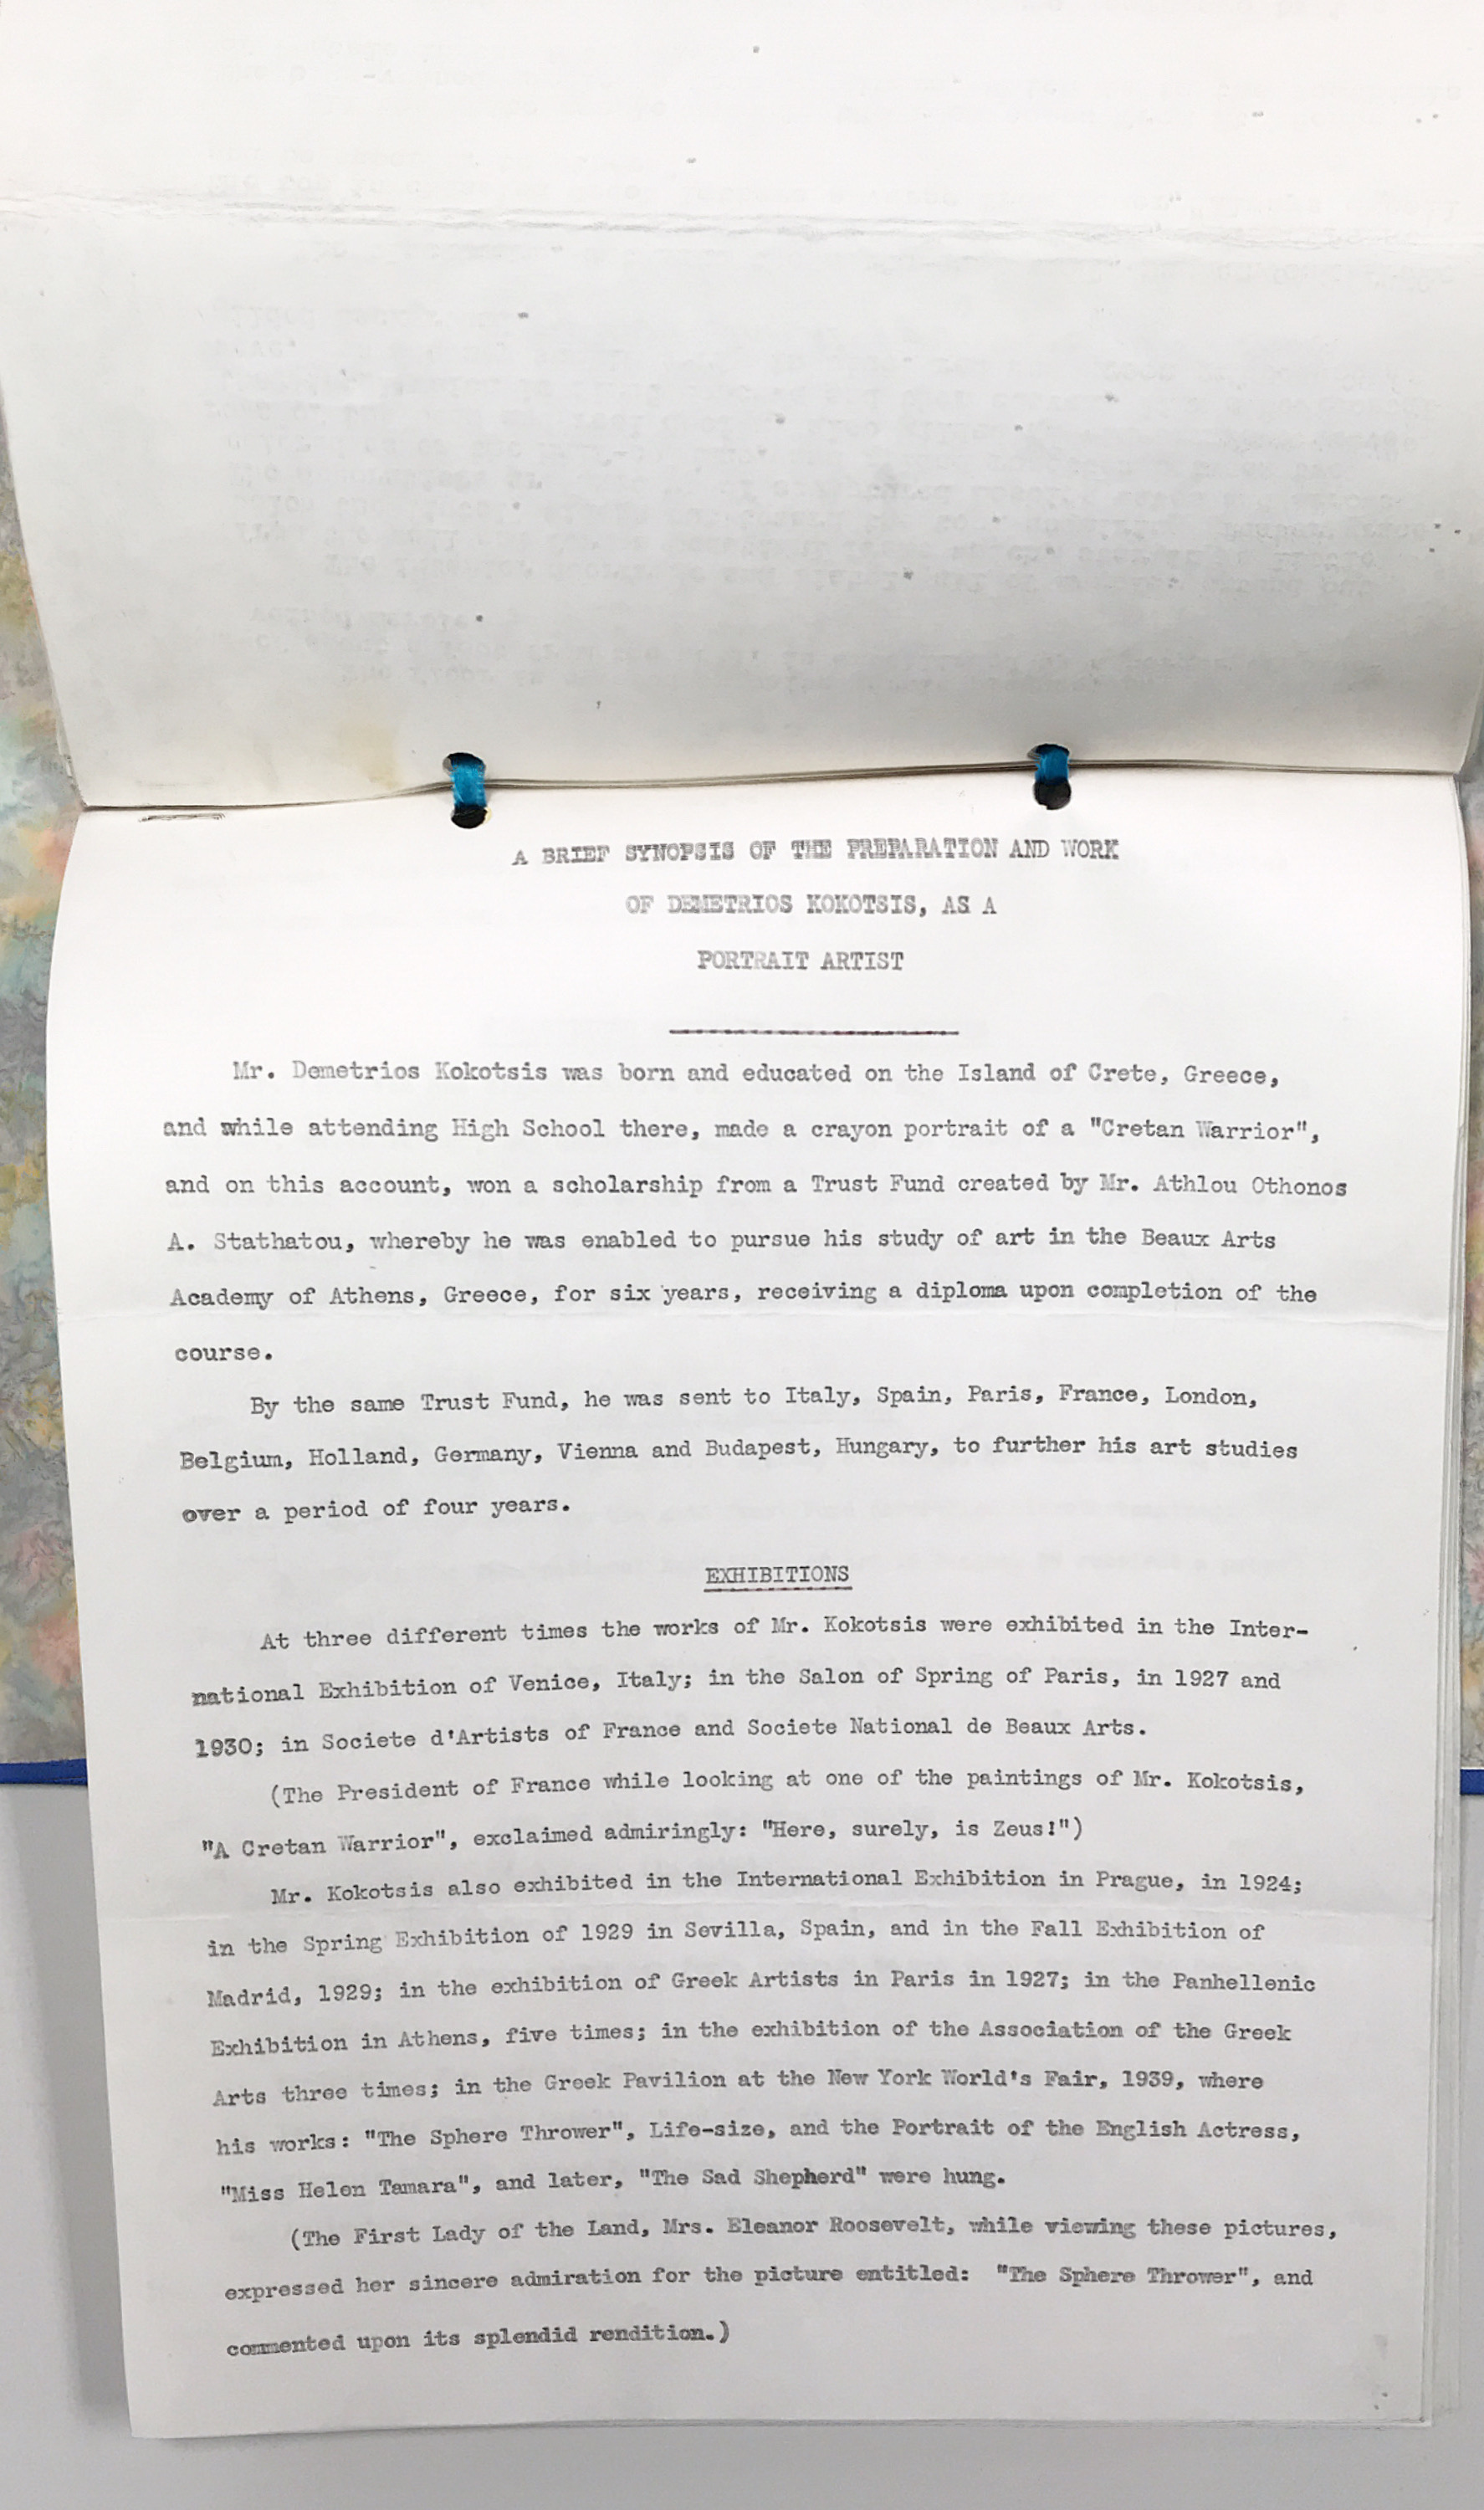 A BRIEF SYNOPSIS OF THE PREPARATION AND WORK
OF DEMETRIOS KOKOTSIS, AS A
PORTRAIT ARTIST
Mr. Demetrios Kokotsis was born and educated on the Island of Crete, Greece,
and while attending High School there, made a crayon portrait of a "Cretan Warrior",
and on this account, won a scholarship from a Trust Fund created by Mr. Athlou Othonos
A. Stathatou, whereby he was enabled to pursue his study of art in the Beaux Arts
Academy of Athens, Greece, for six years, receiving a diploma upon completion of the
course.
By the same Trust Fund, he was sent to Italy, Spain, Paris, France, London,
Belgium, Holland, Germany, Vienna and Budapest, Hungary, to further his art studies
over a period of four years.
EXHIBITIONS
At three different times the works of Mr. Kokotsis were exhibited in the Inter-
national Exhibition of Venice, Italy; in the Salon of Spring of Paris, in 1927 and
1930; in Societe d'Artists of France and Societe National de Beaux Arts.
(The President of France while looking at one of the paintings of Mr. Kokotsis,
"A Cretan Warrior", exclaimed admiringly: "Here, surely, is Zeus!")
Mr. Kokotsis also exhibited in the International Exhibition in Prague, in 1924;
in the Spring Exhibition of 1929 in Sevilla, Spain, and in the Fall Exhibition of
Madrid, 1929; in the exhibition of Greek Artists in Paris in 1927; in the Panhellenic
Exhibition in Athens, five times; in the exhibition of the Association of the Greek
Arts three times; in the Greek Pavilion at the New York World's Fair, 1939, where
his works: "The Sphere Thrower", Life-size, and the Portrait of the English Actress,
"Miss Helen Tamara", and later, "The Sad Shepherd" were hung.
(The First Lady of the Land, Mrs. Eleanor Roosevelt, while viewing these pictures,
expressed her sincere admiration for the picture entitled: "The Sphere Thrower", and
commented upon its splendid rendition.)